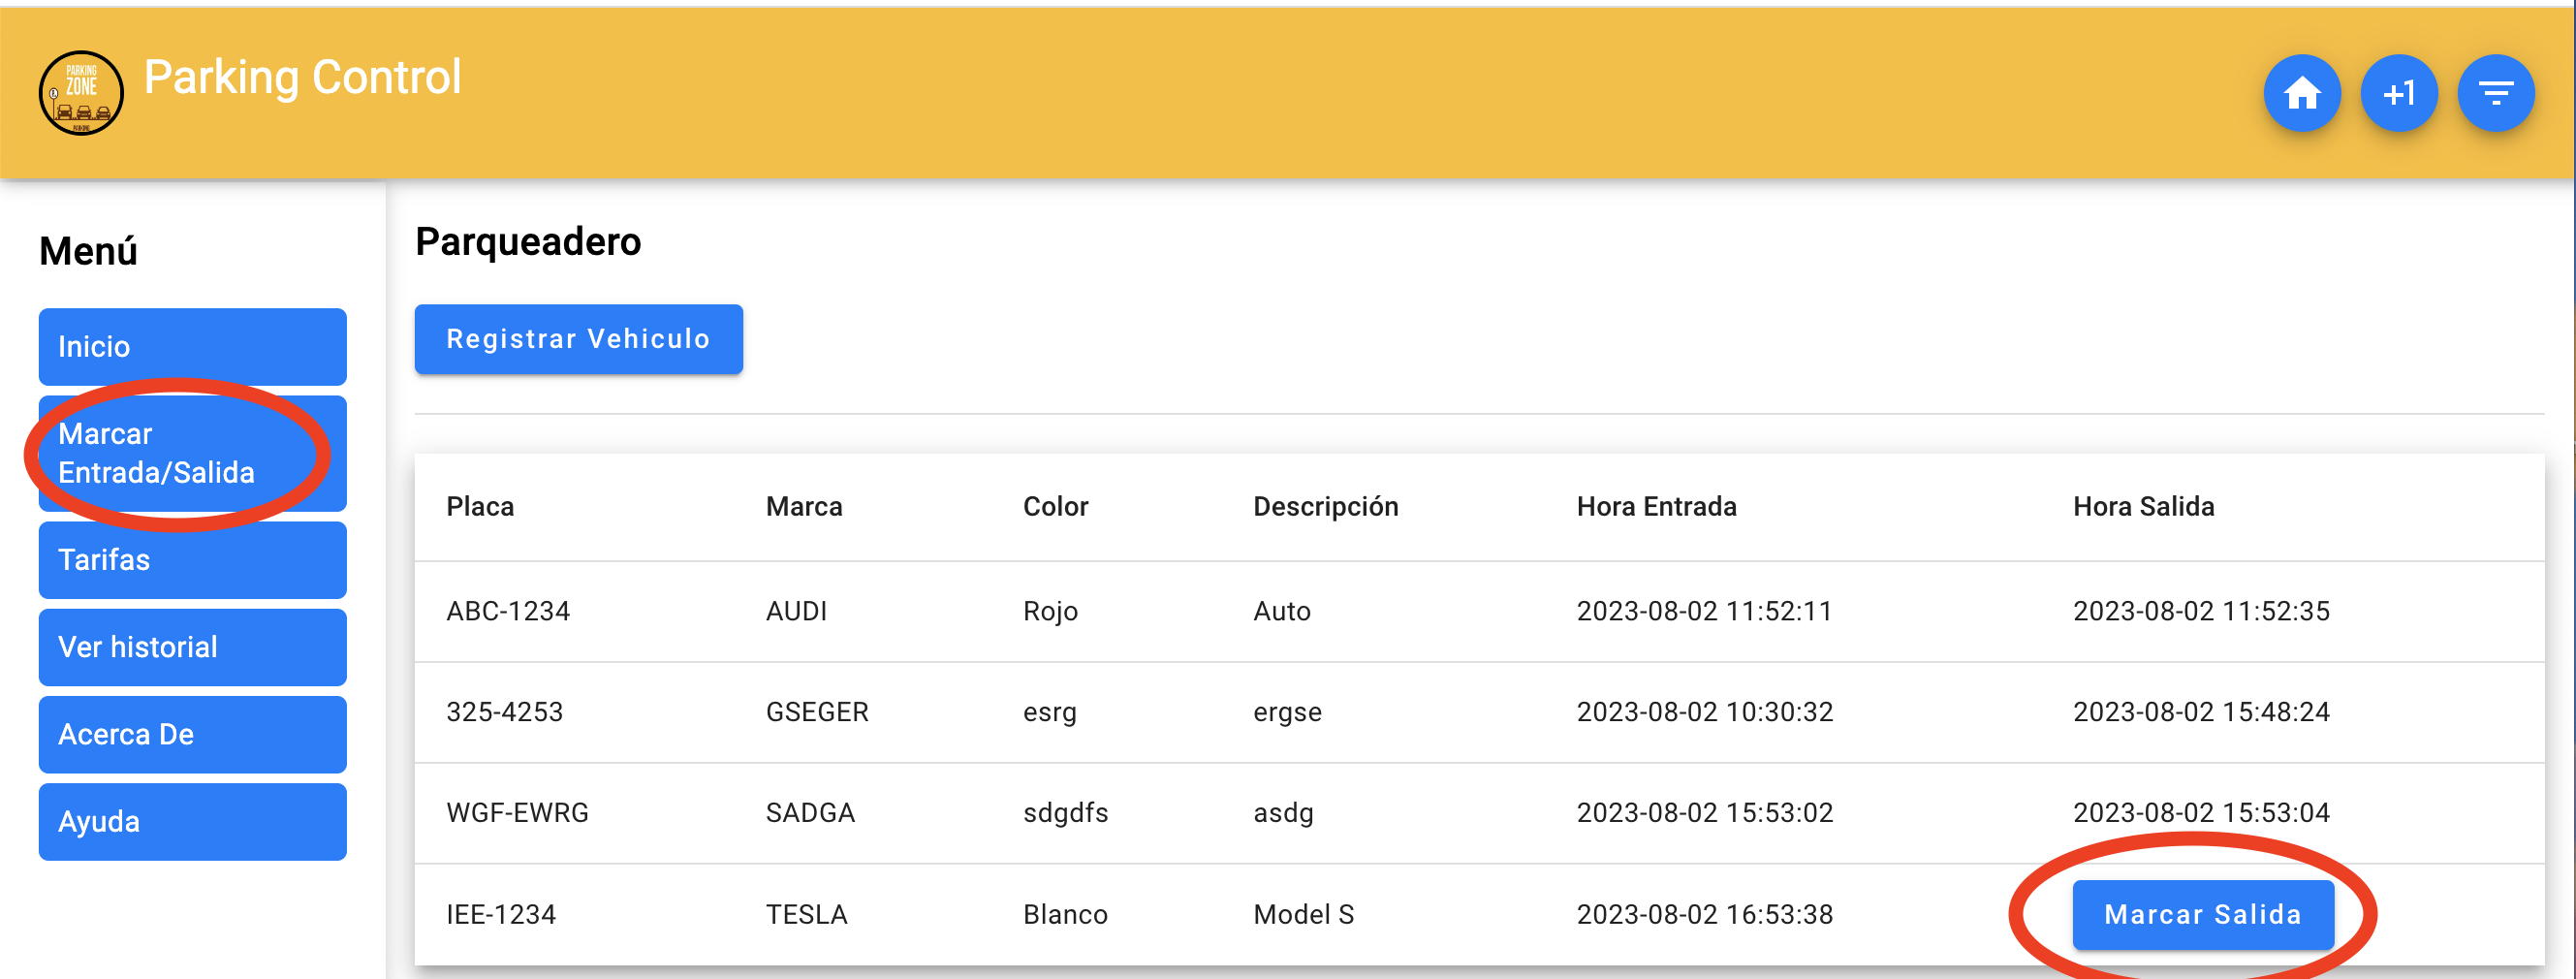 PARKING
ZONE
PARKING
Parking Control
+1
Menú
Inicio
Marcar
Entrada/Salida
Tarifas
Ver historial
Acerca De
Ayuda
Parqueadero
Registrar Vehiculo
Placa Marca Color Descripción Hora Entrada Hora Salida
ABC-1234 AUDI Rojo Auto 2023-08-02 11:52:11 2023-08-02 11:52:35
325-4253 GSEGER esrg ergse 2023-08-02 10:30:32 2023-08-02 15:48:24
WGF-EWRG SADGA sdgdfs asdg 2023-08-02 15:53:02 2023-08-02 15:53:04
IEE-1234 TESLA Blanco Model S 2023-08-02 16:53:38 Marcar Salida